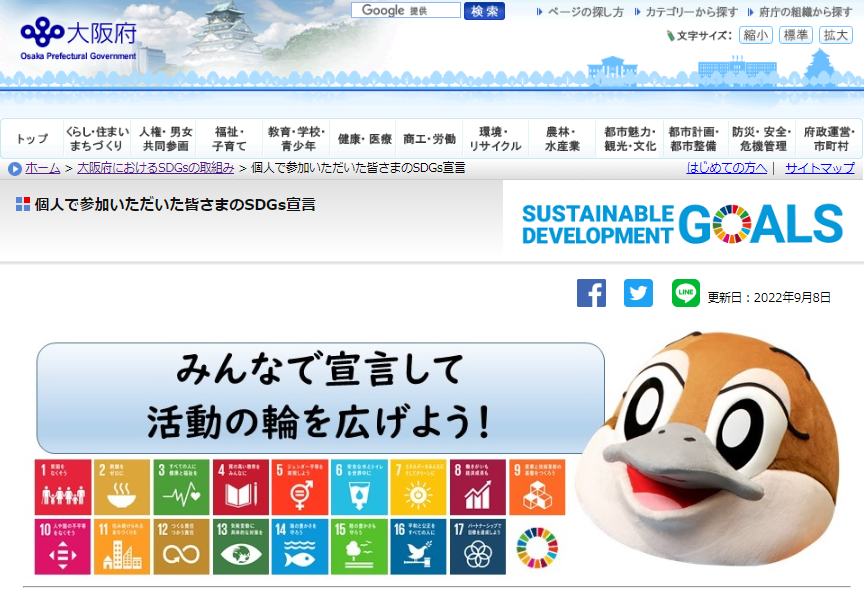 Google 提供
検索
ページの探し方
カテゴリーから探す
府庁の組織から探す
大阪府
Osaka Prefectural Government
文字サイズ:
縮小
標準
拡大
トップ
くらし・住まい
まちづくり
人権・男女
共同参画
福祉・
子育て
教育・学校・
青少年
健康・医療
商工・労働
環境・
リサイクル
農林・
水産業
都市魅力・
観光・文化
都市計画・
都市整備
防災・安全・
危機管理
府政運営・
市町村
ホーム > 大阪府におけるSDGsの取組み > 個人で参加いただいた皆さまのSDGs宣言
はじめての方へ | サイトマップ
個人で参加いただいた皆さまのSDGs宣言
SUSTAINABLE
DEVELOPMENT
GOALS
LINE
更新日:2022年9月8日
みんなで宣言して
活動の輪を広げよう!
1 貧困を
なくそう
2 飢餓を
ゼロに
3 すべての人に
健康と福祉を
4 質の高い教育を
みんなに
5 ジェンダー平等を
実現しよう
6 安全な水とトイレ
を世界中に
7 エネルギーをみんなに
そしてクリーンに
8 働きがいも
経済成長も
9 産業と技術革新の
基盤をつくろう
10 人や国の不平等
をなくそう
11 住み続けられる
まちづくりを
12 つくる責任
つかう責任
13 気候変動に
具体的な対策を
14 海の豊かさを
守ろう
15 陸の豊かさも
守ろう
16 平和と公正を
すべての人に
17 パートナーシップで
目標を達成しよう